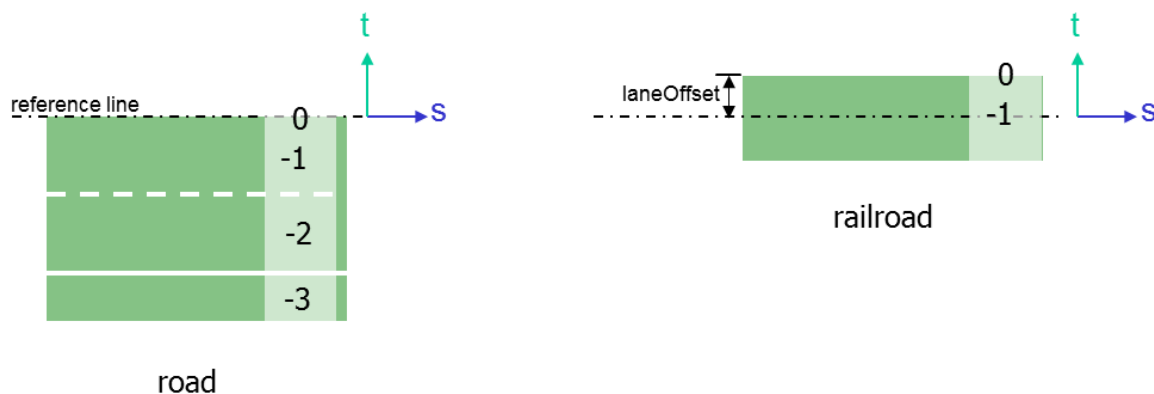 t
reference line
s
0
-1
-2
-3
road
t
laneOffset
0
-1
s
railroad